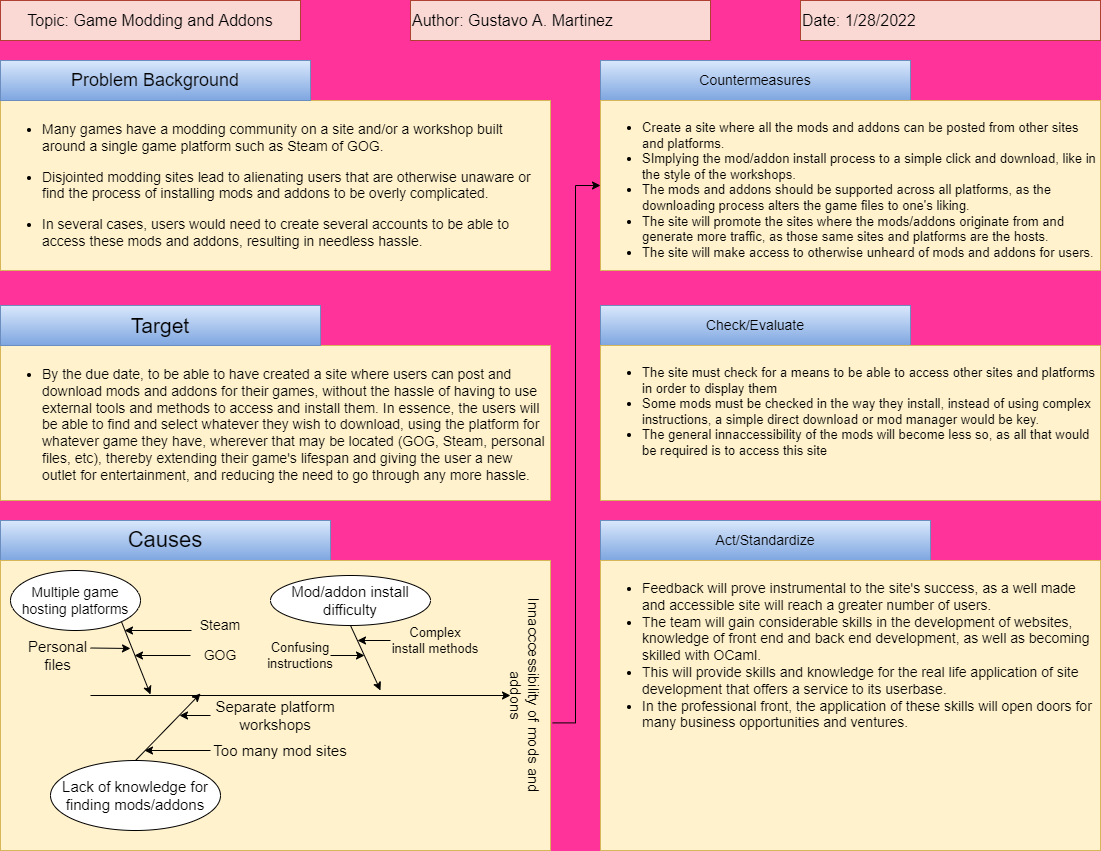 Topic: Game Modding and Addons
Author: Gustavo A. Martinez
Date: 1/28/2022
Problem Background
• Many games have a modding community on a site and/or a workshop built
around a single game platform such as Steam of GOG.
• Disjointed modding sites lead to alienating users that are otherwise unaware or
find the process of installing mods and addons to be overly complicated.
• In several cases, users would need to create several accounts to be able to
access these mods and addons, resulting in needless hassle.
Target
• By the due date, to be able to have created a site where users can post and
download mods and addons for their games, without the hassle of having to use
external tools and methods to access and install them. In essence, the users will
be able to find and select whatever they wish to download, using the platform for
whatever game they have, wherever that may be located (GOG, Steam, personal
files, etc), thereby extending their game's lifespan and giving the user a new
outlet for entertainment, and reducing the need to go through any more hassle.
Causes
Multiple game
hosting platforms
Steam
Personal
files
GOG
Mod/addon install
difficulty
Complex
install methods
Confusing
instructions
Separate platform
workshops
Too many mod sites
Lack of knowledge for
finding mods/addons
Innaccessibility of mods and
addons
Countermeasures
• Create a site where all the mods and addons can be posted from other sites
and platforms.
• SImplying the mod/addon install process to a simple click and download, like in
the style of the workshops.
• The mods and addons should be supported across all platforms, as the
downloading process alters the game files to one's liking.
• The site will promote the sites where the mods/addons originate from and
generate more traffic, as those same sites and platforms are the hosts.
• The site will make access to otherwise unheard of mods and addons for users.
Check/Evaluate
• The site must check for a means to be able to access other sites and platforms
in order to display them
• Some mods must be checked in the way they install, instead of using complex
instructions, a simple direct download or mod manager would be key.
• The general innaccessibility of the mods will become less so, as all that would
be required is to access this site
Act/Standardize
• Feedback will prove instrumental to the site's success, as a well made
and accessible site will reach a greater number of users.
• The team will gain considerable skills in the development of websites,
knowledge of front end and back end development, as well as becoming
skilled with OCaml.
• This will provide skills and knowledge for the real life application of site
development that offers a service to its userbase.
• In the professional front, the application of these skills will open doors for
many business opportunities and ventures.